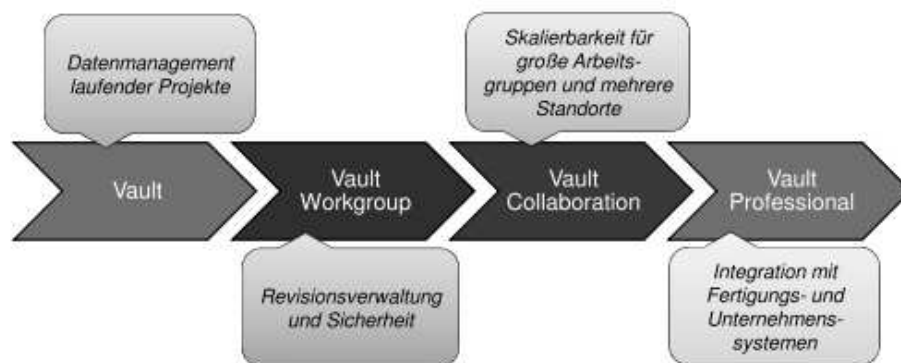 Datenmanagement
laufender Projekte
Skalierbarkeit für
große Arbeits-
gruppen und mehrere
Standorte
Vault
Vault
Workgroup
Vault
Collaboration
Vault
Professional
Revisionsverwaltung
und Sicherheit
Integration mit
Fertigungs- und
Unternehmens-
systemen